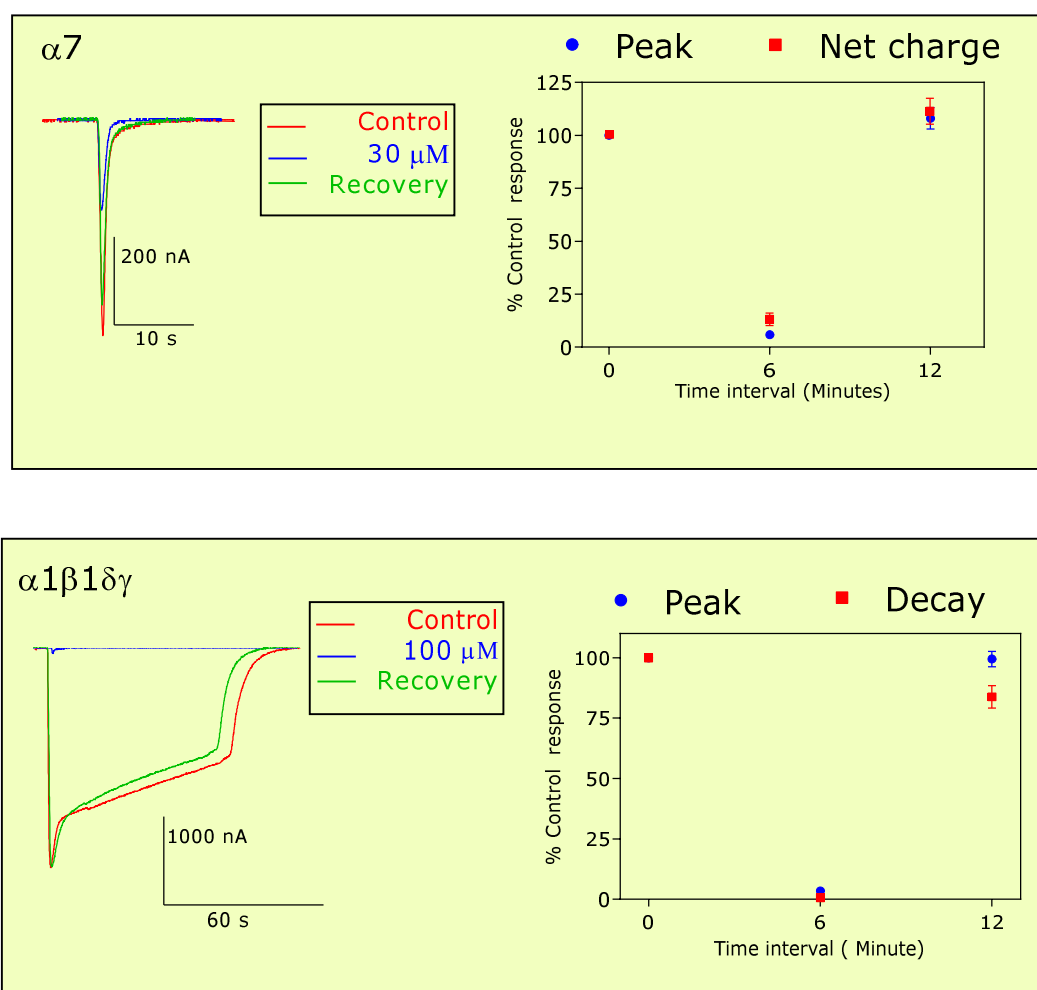 α7
Peak
Net charge
Control
30 μM
Recovery
200 nA
10 s
% Control response
125
100
75
50
25
0
0
6
12
Time interval (Minutes)
α1β1δγ
Peak
Decay
Control
100 μM
Recovery
1000 nA
60 s
% Control response
100
75
50
25
0
0
6
12
Time interval ( Minute)